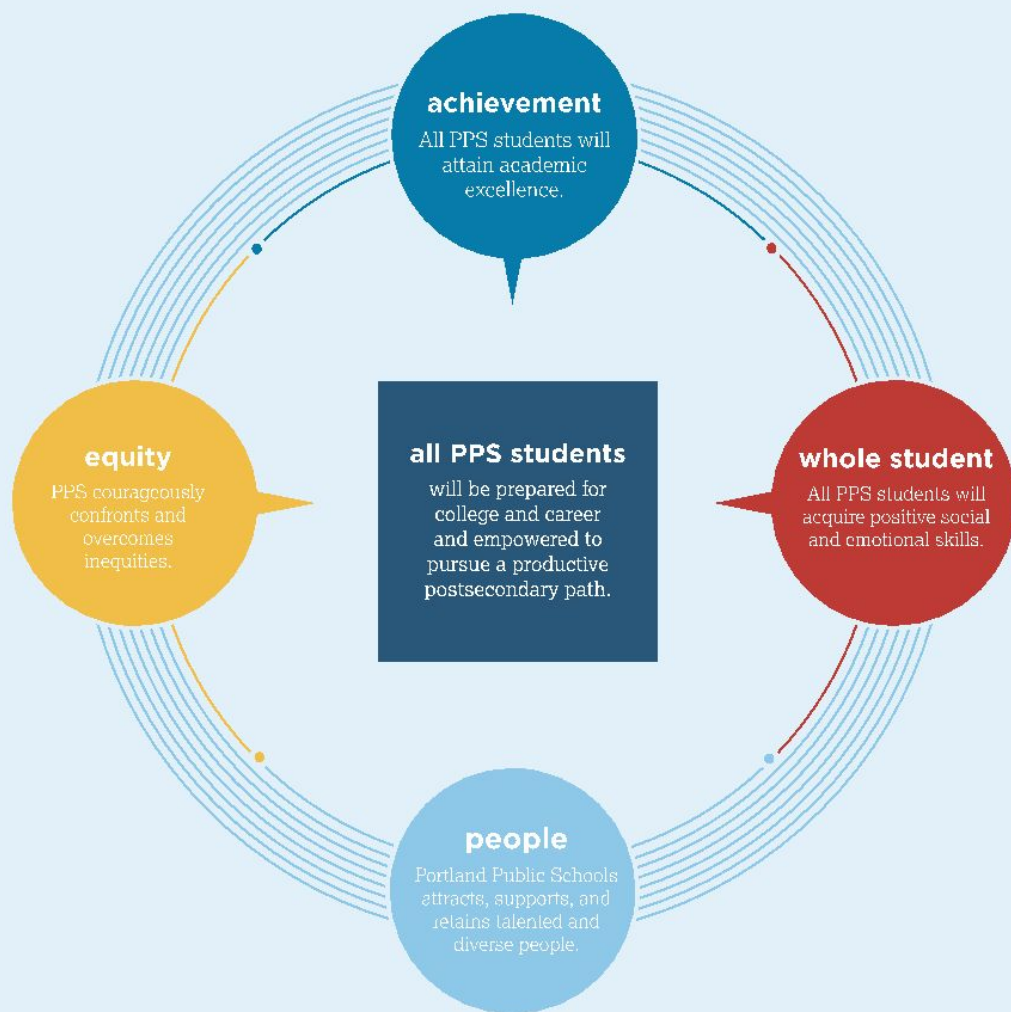 achievement
All PPS students will
attain academic
excellence.
equity
PPS courageously
confronts and
overcomes
inequities.
all PPS students
will be prepared for
college and career
and empowered to
pursue a productive
postsecondary path.
whole student
All PPS students will
acquire positive social
and emotional skills.
people
Portland Public Schools
attracts, supports, and
retains talented and
diverse people.